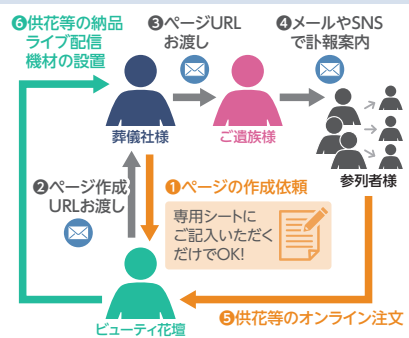 ❻供花等の納品
ライブ配信
機材の設置
❸ページURL
お渡し
❹メールやSNS
で訃報案内
葬儀社様
ご遺族様
参列者様
❷ページ作成
URLお渡し
❶ページの作成依頼
専用シートに
ご記入いただく
だけでOK!
ビューティ花壇
❺供花等のオンライン注文